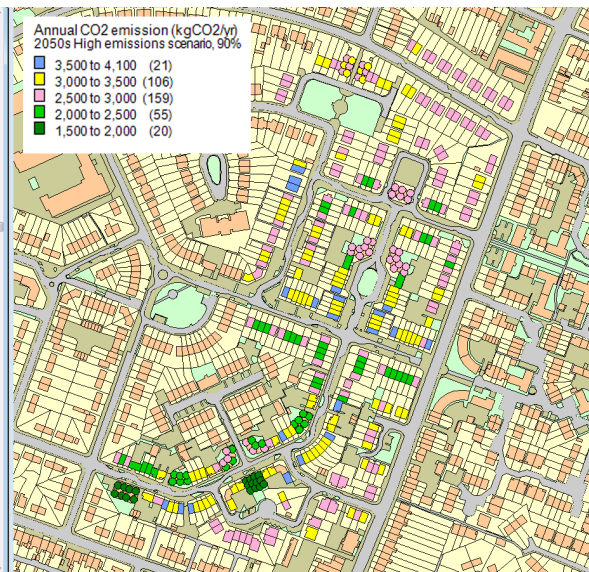 Annual CO2 emission (kgCO2/yr)
2050s High emissions scenario, 90%
3,500 to 4,100 (21)
3,000 to 3,500 (106)
2,500 to 3,000 (159)
2,000 to 2,500 (55)
1,500 to 2,000 (20)